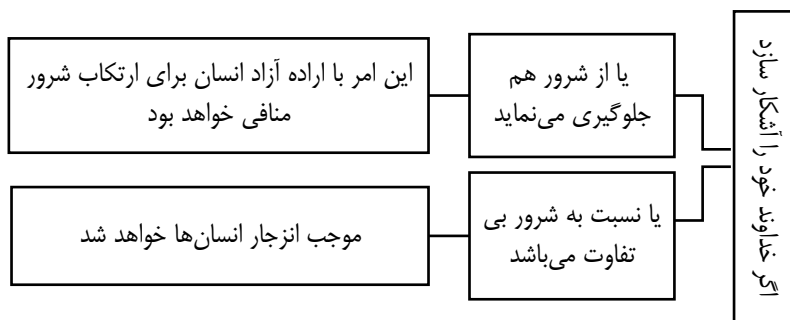 اگر خداوند خود را آشکار سازد
یا از شرور هم
جلوگیری می‌نماید
این امر با اراده آزاد انسان برای ارتکاب شرور
منافی خواهد بود
یا نسبت به شرور بی
تفاوت می‌باشد
موجب انزجار انسان‌ها خواهد شد